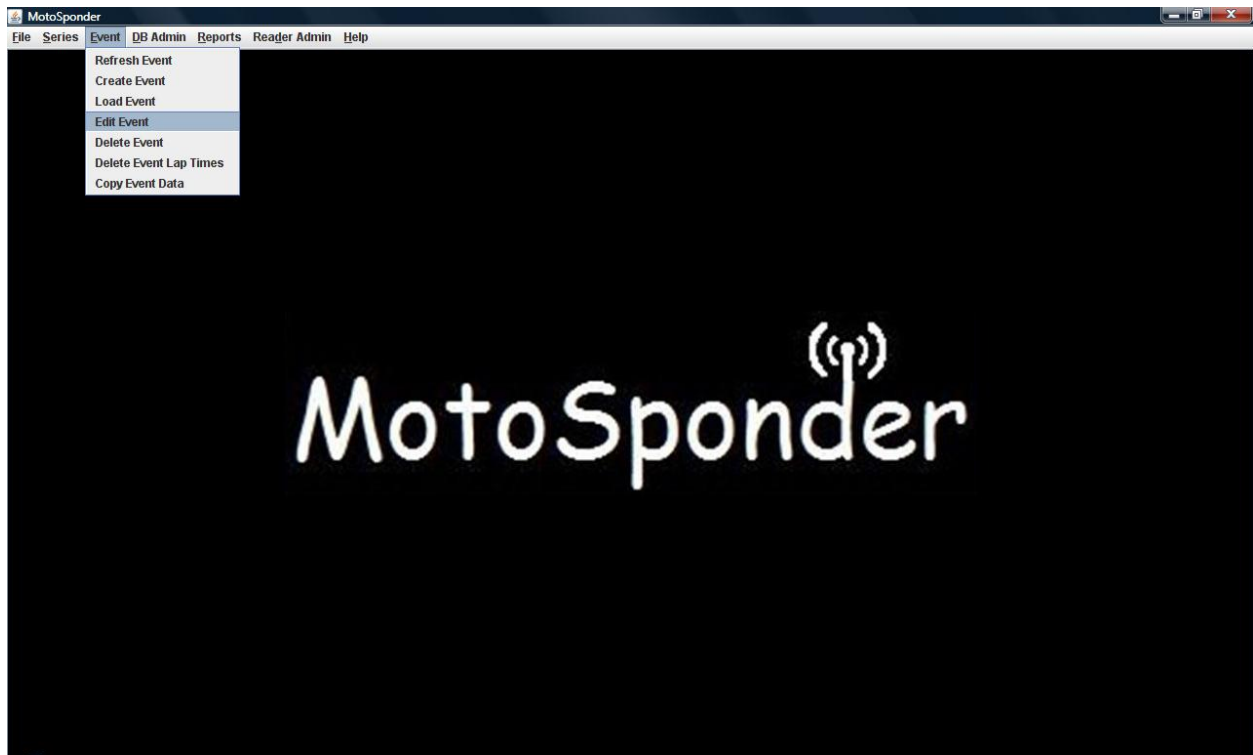 MotoSponder
File Series Event DB Admin Reports Reader Admin Help
Refresh Event
Create Event
Load Event
Edit Event
Delete Event
Delete Event Lap Times
Copy Event Data
MotoSponder